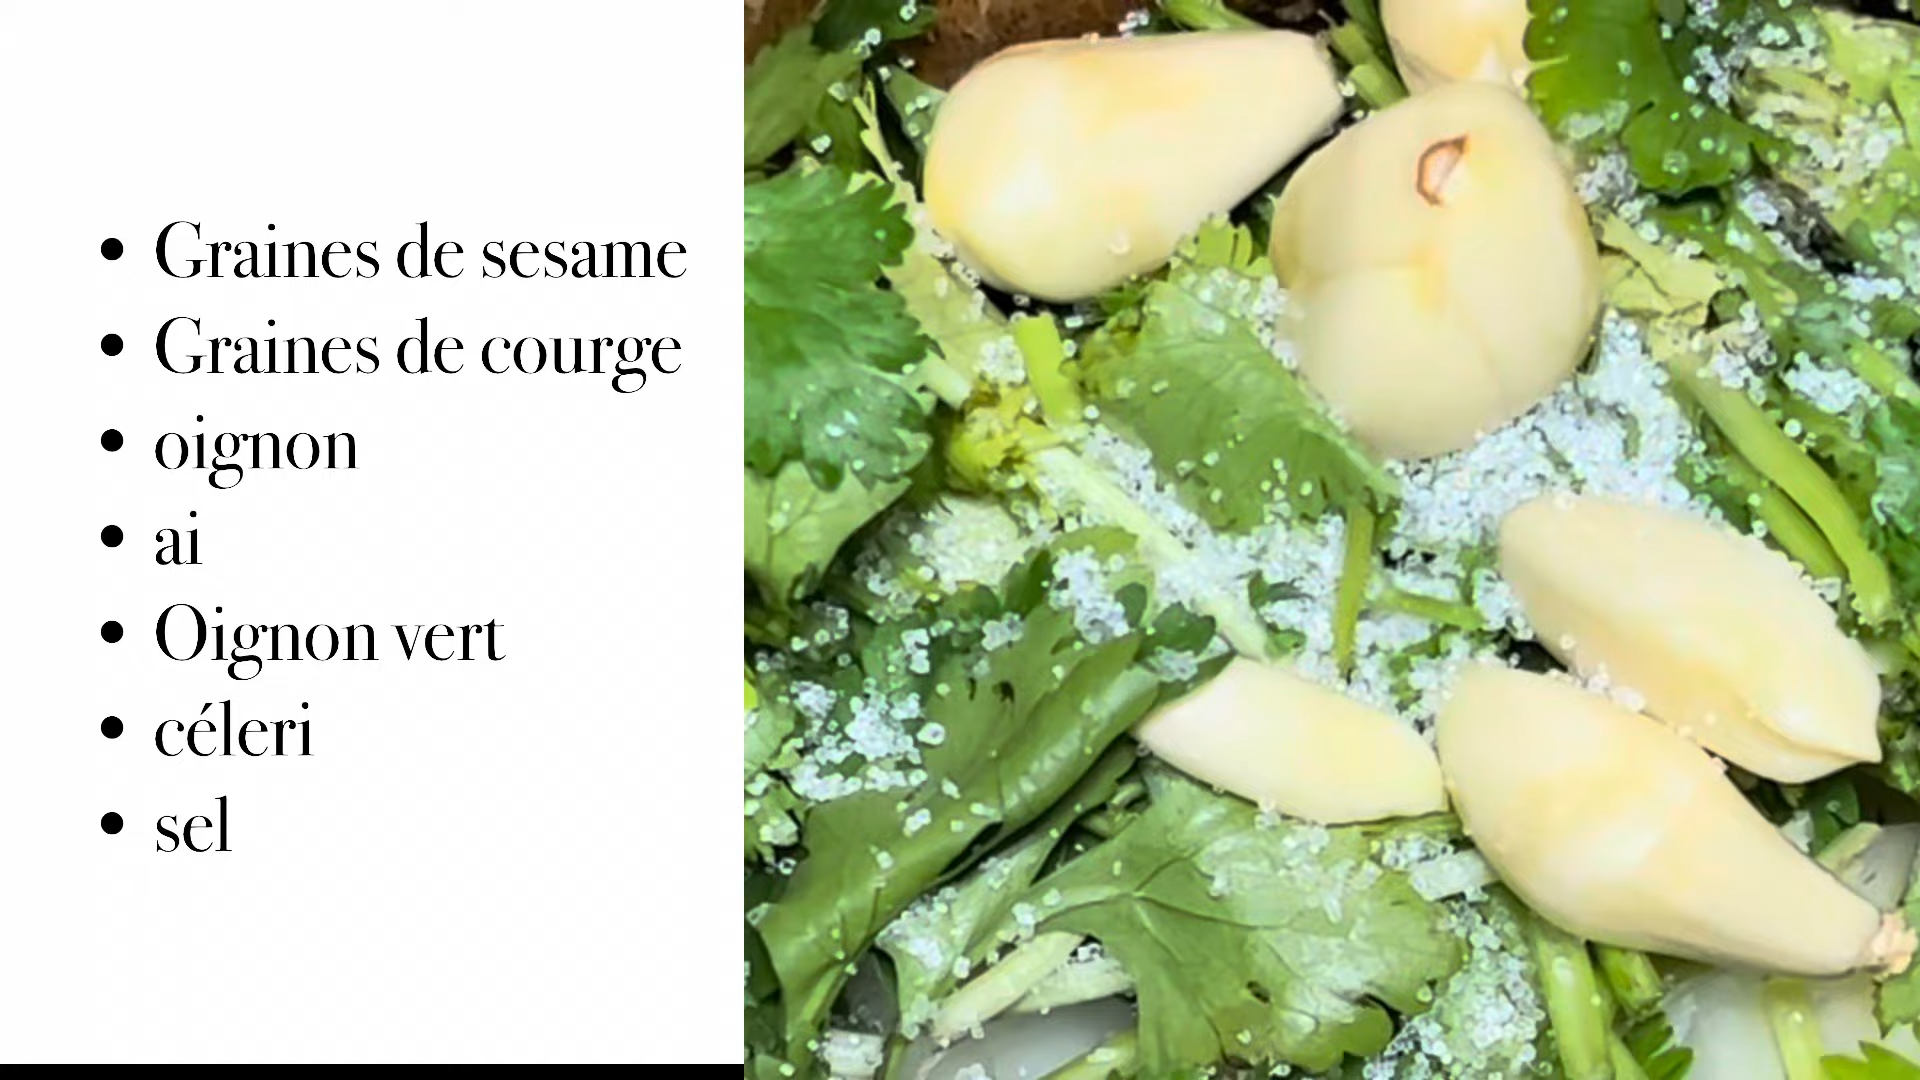 • Graines de sesame
• Graines de courge
• oignon
• ai
• Oignon vert
• céleri
• sel